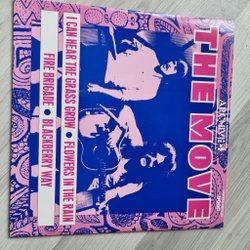 THE MOVE
I CAN HEAR THE GRASS GROW • FLOWERS IN THE RAIN
FIRE BRIGADE • BLACKBERRY WAY